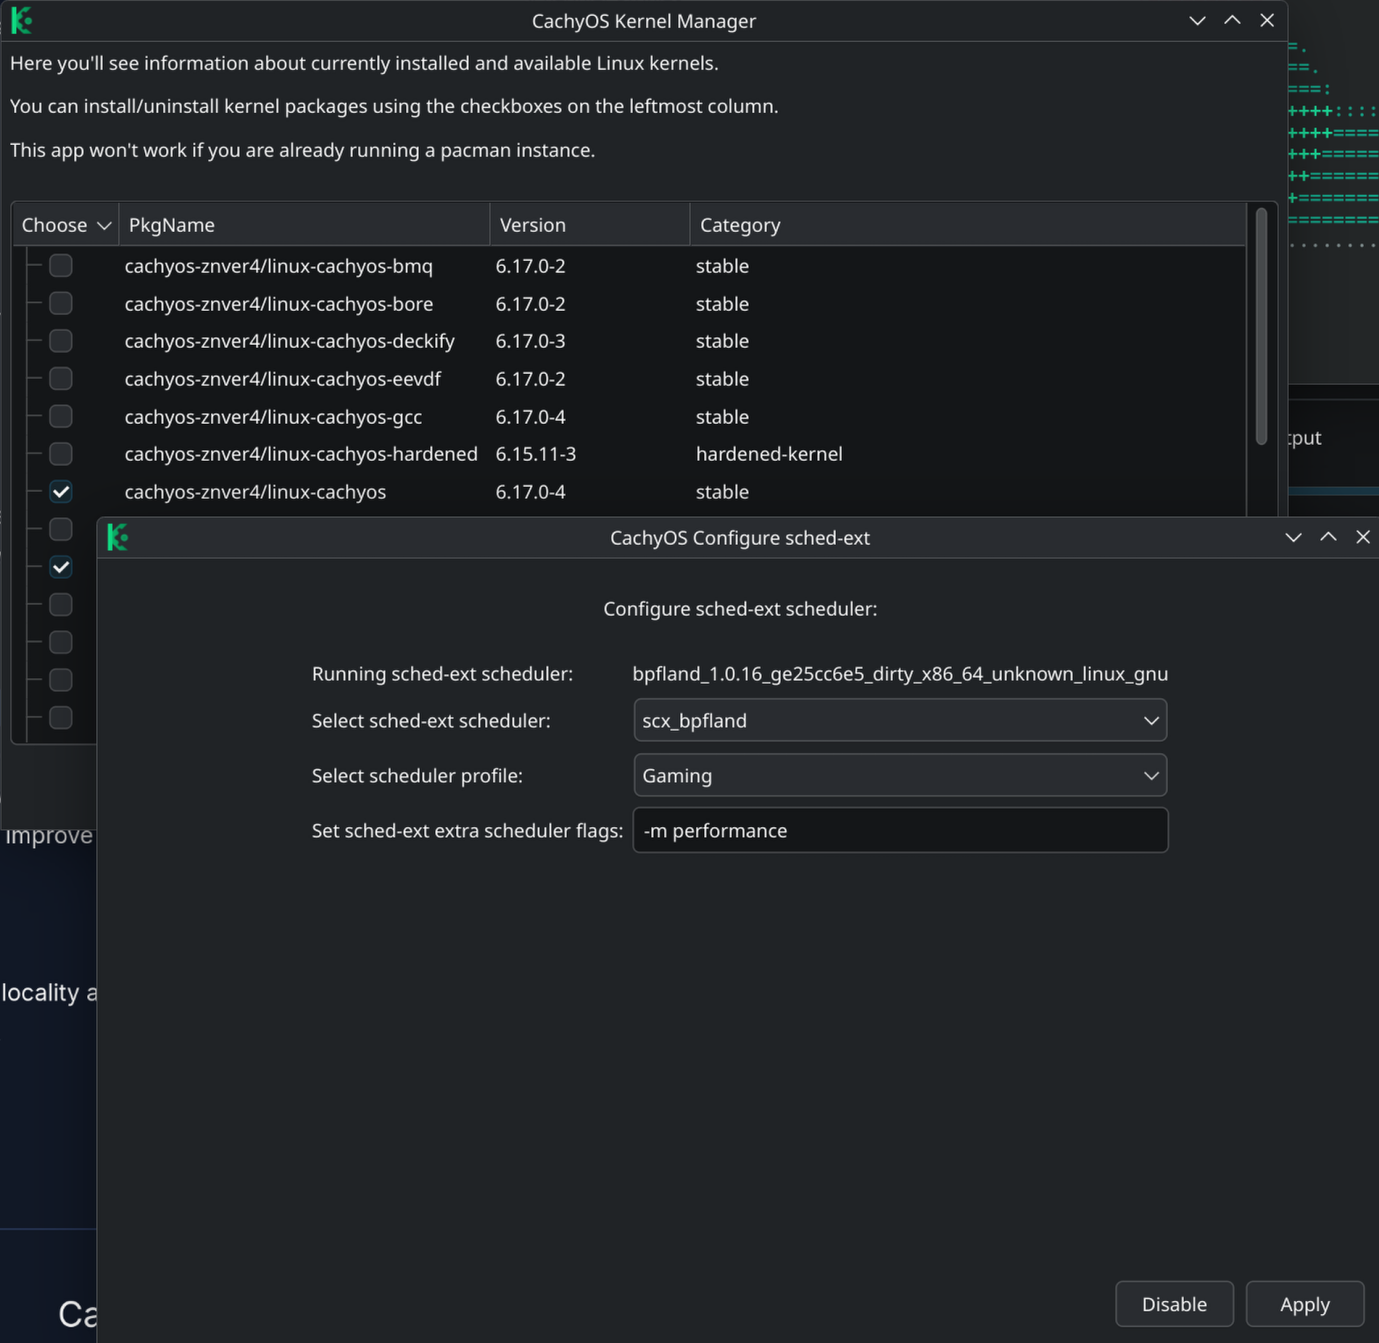 CachyOS Kernel Manager
Here you'll see information about currently installed and available Linux kernels.
You can install/uninstall kernel packages using the checkboxes on the leftmost column.
This app won't work if you are already running a pacman instance.
Choose PkgName Version Category
cachyos-znver4/linux-cachyos-bmq 6.17.0-2 stable
cachyos-znver4/linux-cachyos-bore 6.17.0-2 stable
cachyos-znver4/linux-cachyos-deckify 6.17.0-3 stable
cachyos-znver4/linux-cachyos-eevdf 6.17.0-2 stable
cachyos-znver4/linux-cachyos-gcc 6.17.0-4 stable
cachyos-znver4/linux-cachyos-hardened 6.15.11-3 hardened-kernel
cachyos-znver4/linux-cachyos 6.17.0-4 stable
CachyOS Configure sched-ext
Configure sched-ext scheduler:
Running sched-ext scheduler: bpfland_1.0.16_ge25cc6e5_dirty_x86_64_unknown_linux_gnu
Select sched-ext scheduler: scx_bpfland
Select scheduler profile: Gaming
Set sched-ext extra scheduler flags: -m performance
improve
locality a
Ca
Disable Apply